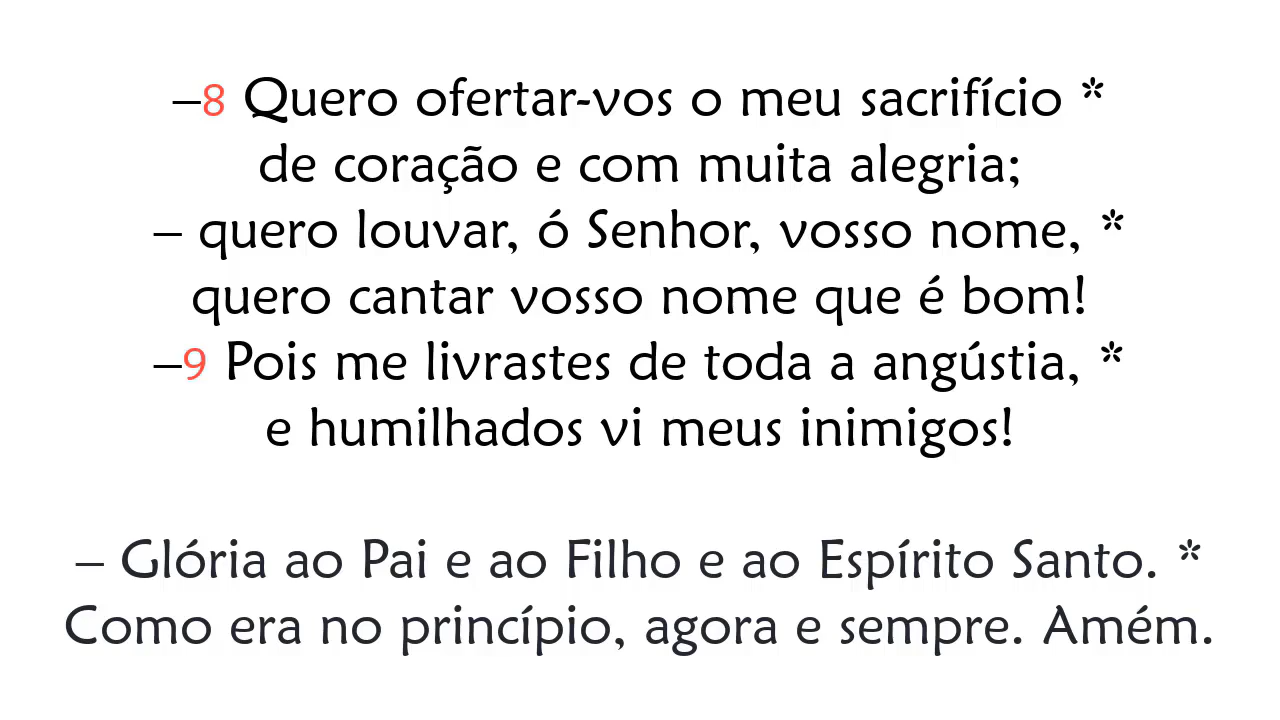 –8 Quero ofertar-vos o meu sacrifício *
de coração e com muita alegria;
– quero louvar, ó Senhor, vosso nome, *
quero cantar vosso nome que é bom!
–9 Pois me livrastes de toda a angústia, *
e humilhados vi meus inimigos!
– Glória ao Pai e ao Filho e ao Espírito Santo. *
Como era no princípio, agora e sempre. Amém.